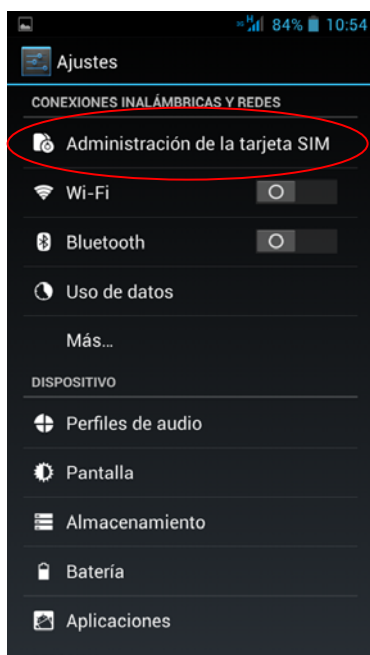 84% 10:54
Ajustes
CONEXIONES INALÁMBRICAS Y REDES
Administración de la tarjeta SIM
Wi-Fi
Bluetooth
Uso de datos
Más...
DISPOSITIVO
Perfiles de audio
Pantalla
Almacenamiento
Batería
Aplicaciones